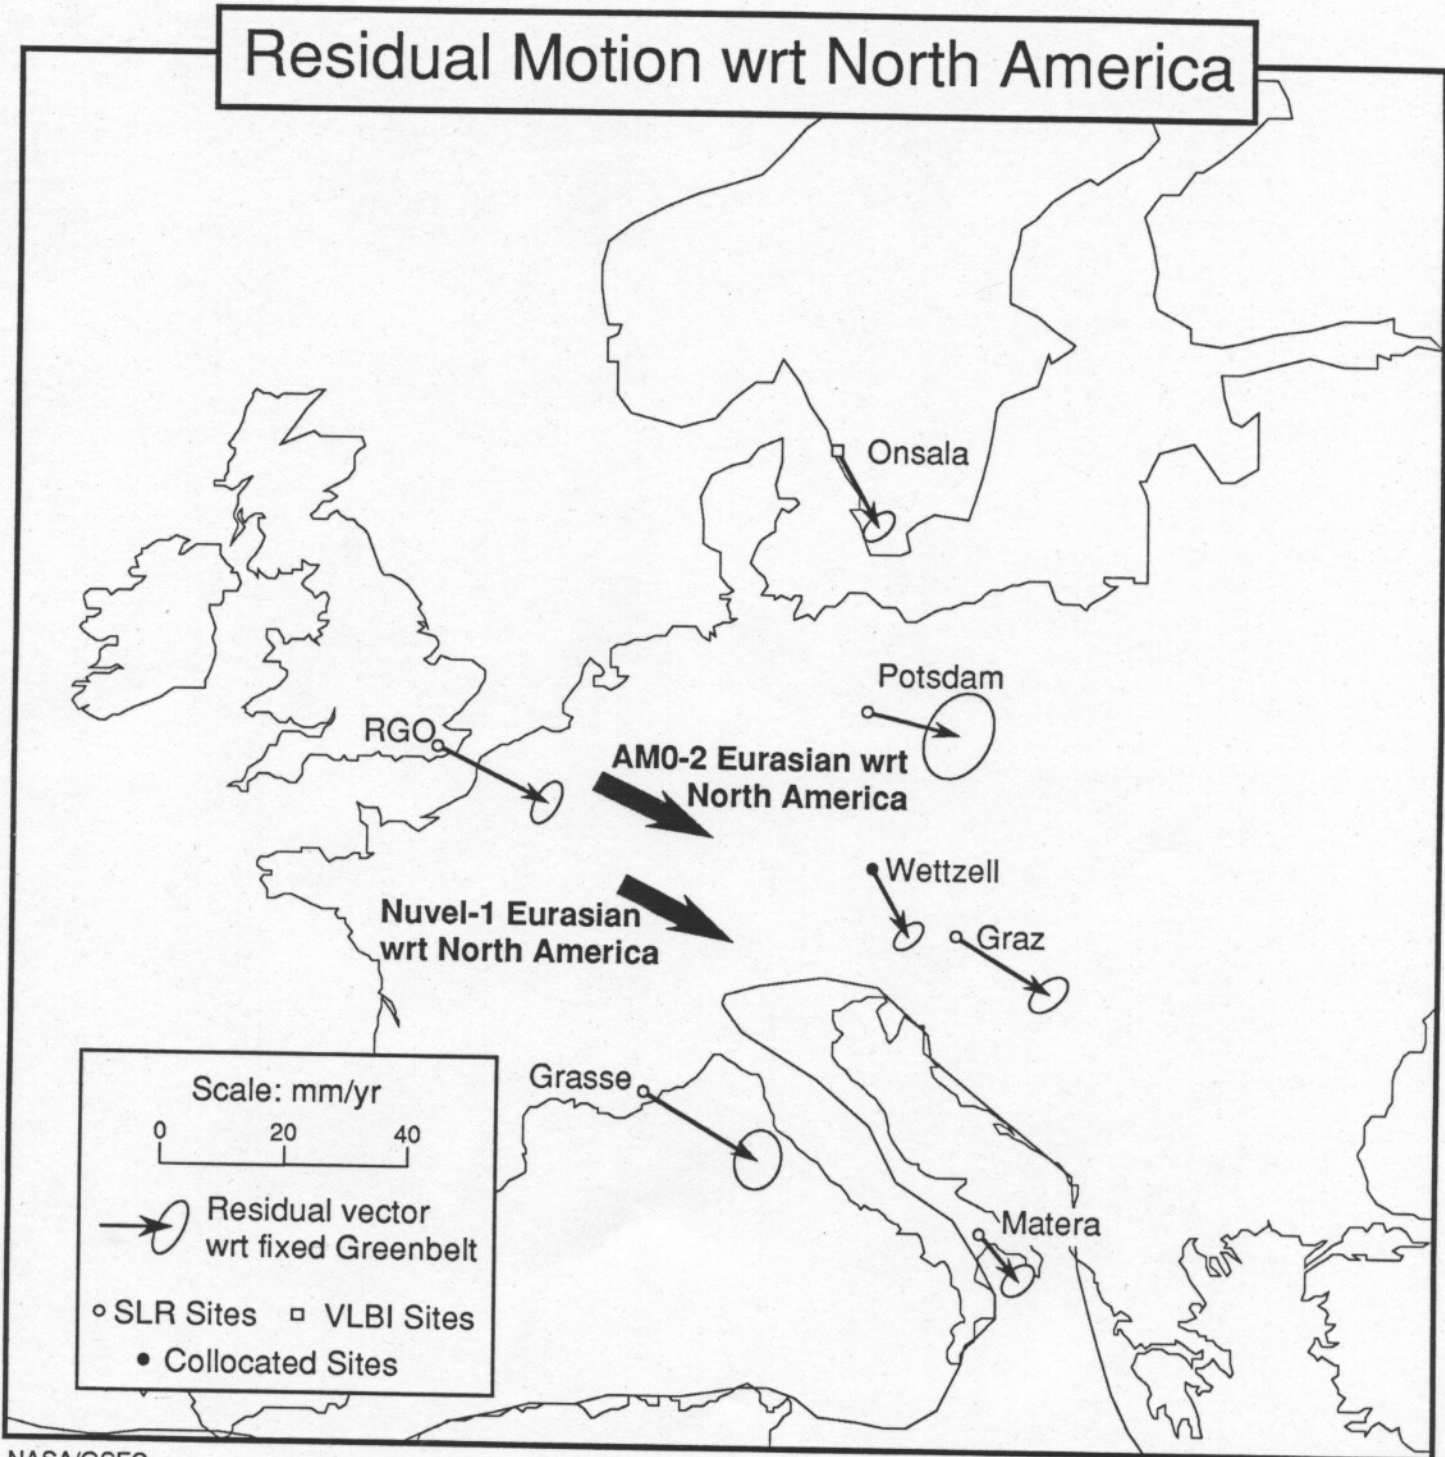 Residual Motion wrt North America
Onsala
Potsdam
RGO
AM0-2 Eurasian wrt
North America
Wettzell
Nuvel-1 Eurasian
wrt North America
Graz
Grasse
Scale: mm/yr
0 20 40
Residual vector
wrt fixed Greenbelt
Matera
SLR Sites VLBI Sites
Collocated Sites